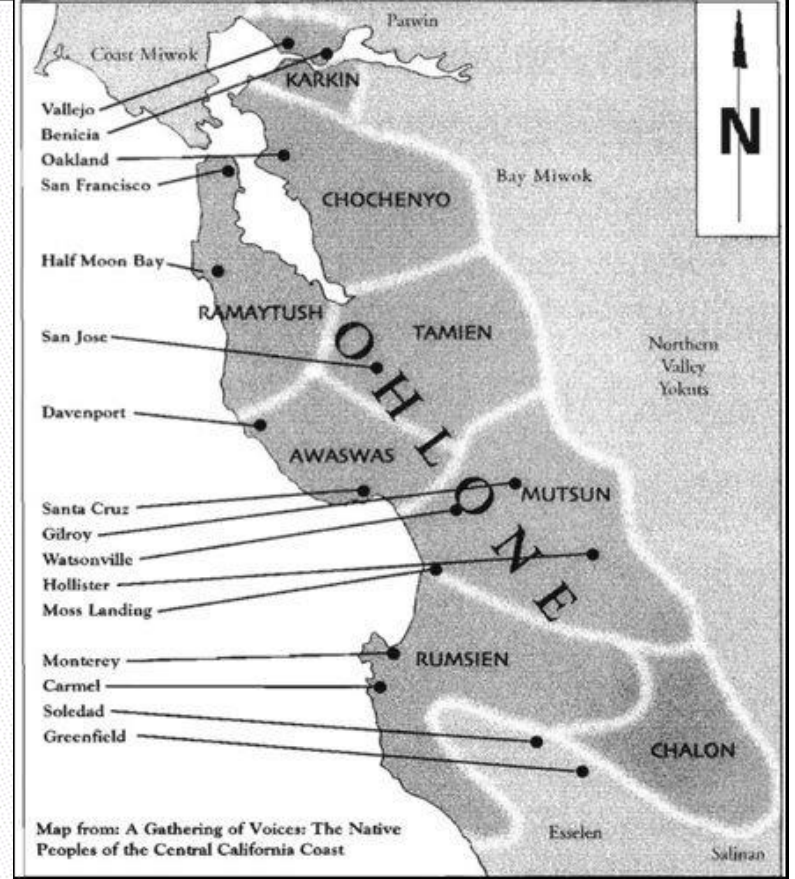 Patwin
Coast Miwok
KARKIN
N
Vallejo
Benicia
Oakland
San Francisco
Bay Miwok
CHOCHENYO
Half Moon Bay
RAMAYTUSH
San Jose
TAMIEN
Northern
Valley
Yokuts
OHLONE
Davenport
AWASWAS
MUTSUN
Santa Cruz
Gilroy
Watsonville
Hollister
Moss Landing
Monterey
RUMSIEN
Carmel
Soledad
Greenfield
CHALON
Map from: A Gathering of Voices: The Native
Peoples of the Central California Coast
Esselen
Salinan